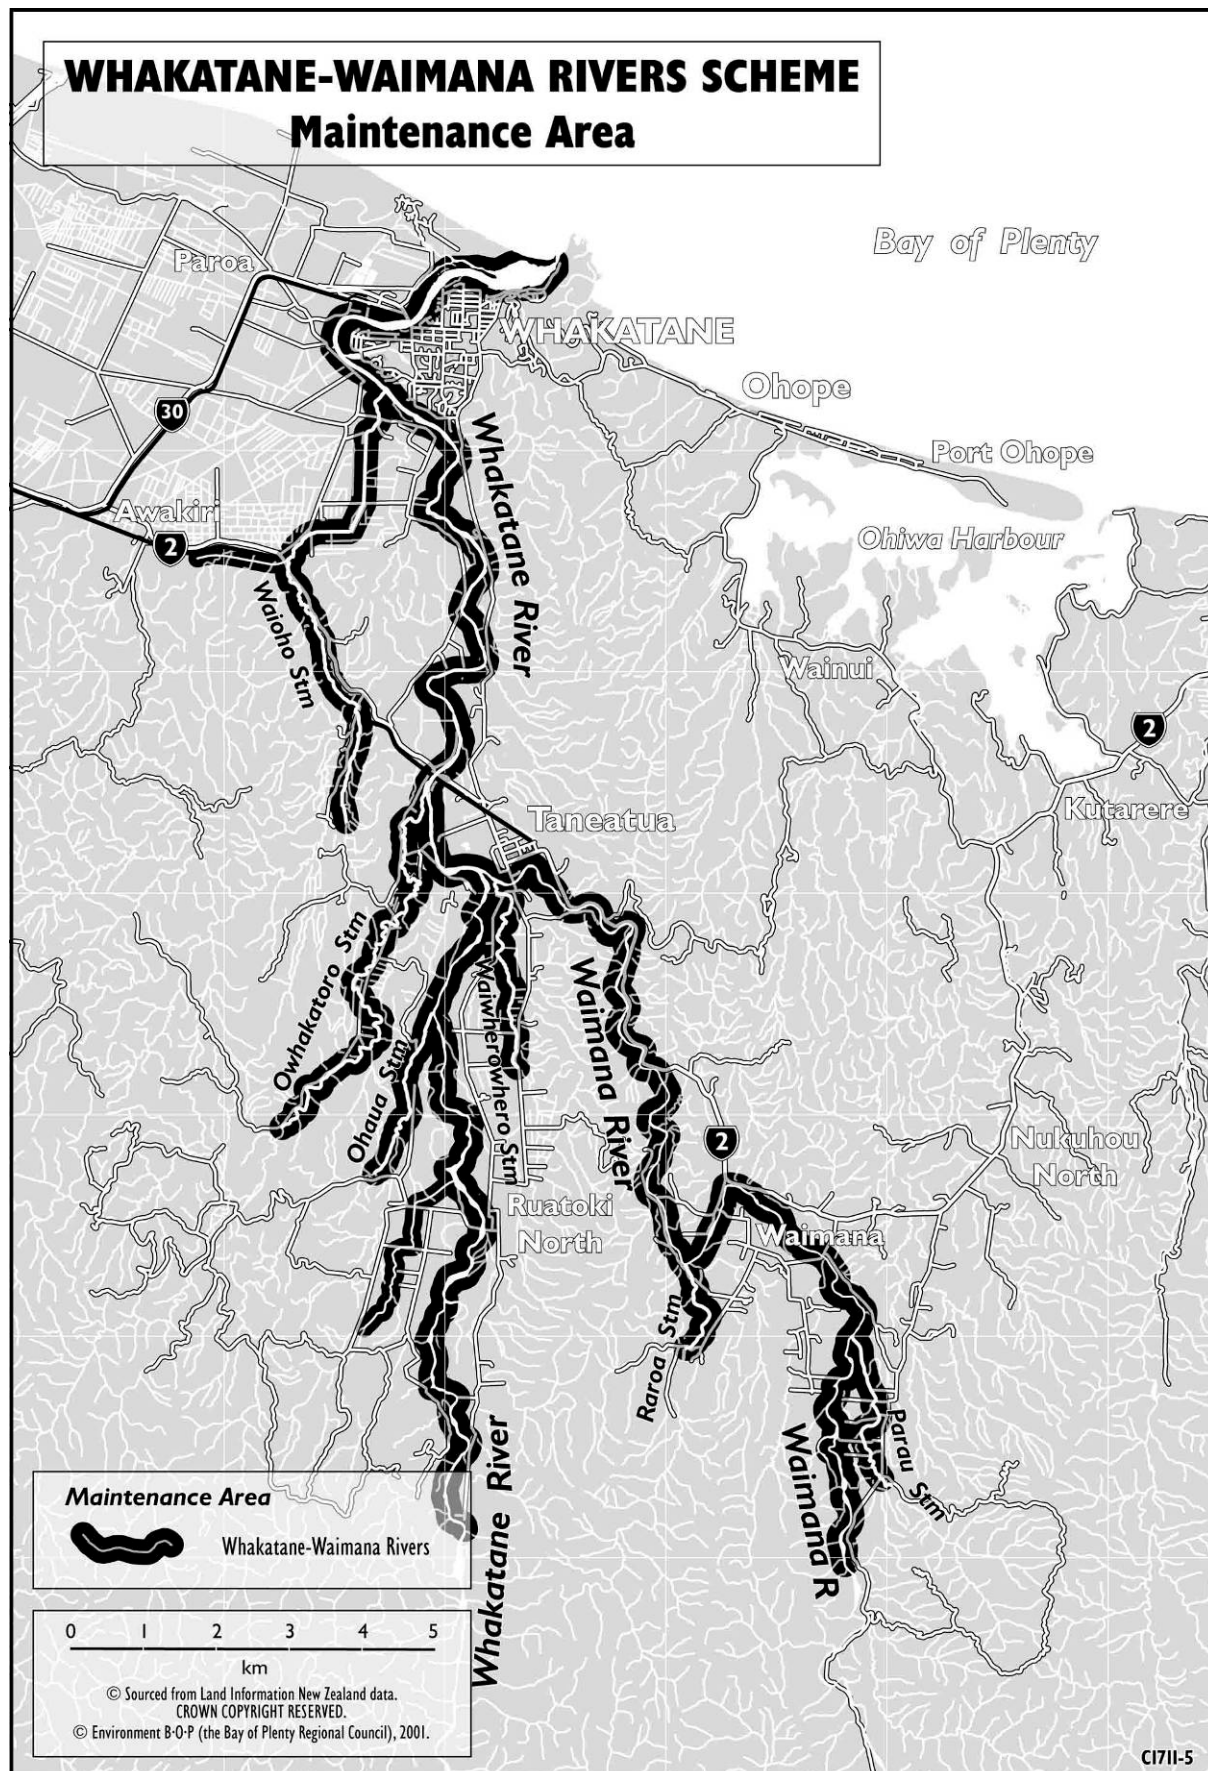 WHAKATANE-WAIMANA RIVERS SCHEME
Maintenance Area
Bay of Plenty
Paroa
WHAKATANE
Ohope
30
Port Ohope
Whakatane River
Awakiri
2
Ohiwa Harbour
Waioho Stm
Wainui
2
Kutarere
Taneatua
Owhakatoro Stm
Waiwherowhero Stm
Waimana River
Ohaua Stm
2
Nukuhou
North
Ruatoki
North
Waimana
Raroa Stm
Parau Stm
Waimana R
Whakatane River
Maintenance Area
Whakatane-Waimana Rivers
0 1 2 3 4 5
km
© Sourced from Land Information New Zealand data.
CROWN COPYRIGHT RESERVED.
© Environment B·O·P (the Bay of Plenty Regional Council), 2001.
C1711-5